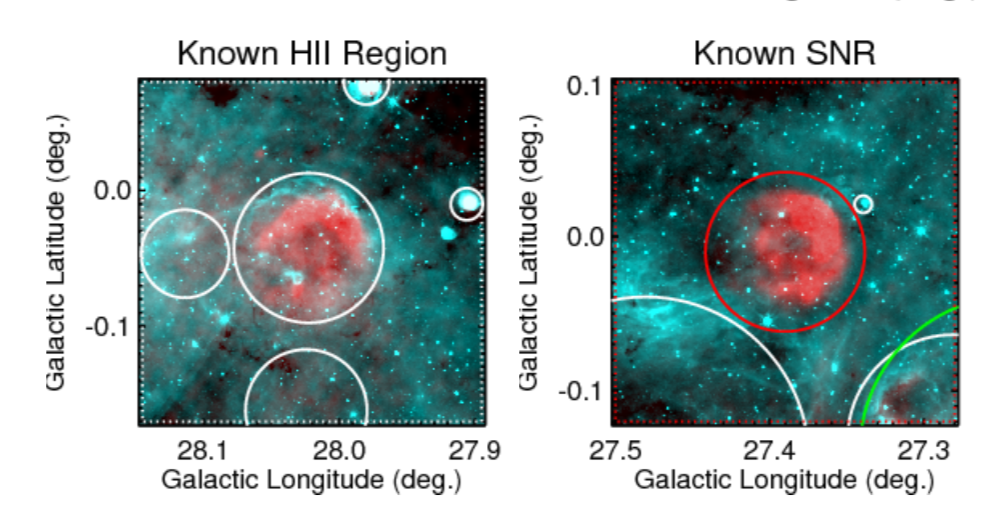 Known HII Region
Known SNR
Galactic Latitude (deg.)
0.0
-0.1
28.1
28.0
27.9
Galactic Longitude (deg.)
Galactic Latitude (deg.)
0.1
0.0
-0.1
27.5
27.4
27.3
Galactic Longitude (deg.)